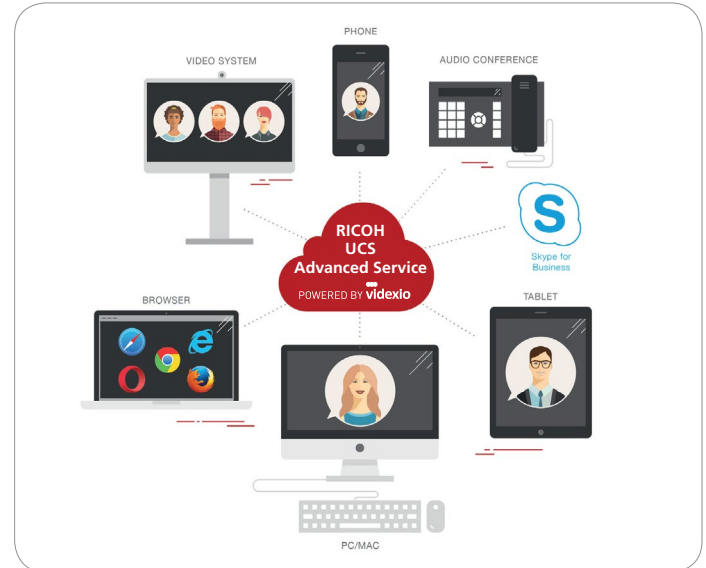 PHONE
VIDEO SYSTEM
AUDIO CONFERENCE
RICOH
UCS
Advanced Service
POWERED BY videxio
S
Skype for
Business
BROWSER
TABLET
PC/MAC